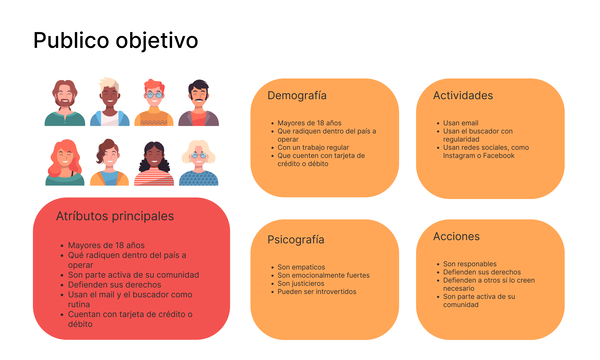 Publico objetivo
Demografía
Mayores de 18 años
Que radiquen dentro del país a
operar
Con un trabajo regular
Que cuenten con tarjeta de
crédito o débito
Actividades
Usan email
Usan el buscador con
regularidad
Usan redes sociales, como
Instagram o Facebook
Atríbutos principales
Mayores de 18 años
Qué radiquen dentro del país a
operar
Son parte activa de su comunidad
Defienden sus derechos
Usan el mail y el buscador como
rutina
Cuentan con tarjeta de crédito o
débito
Psicografía
Son empaticos
Son emocionalmente fuertes
Son justicieros
Pueden ser introvertidos
Acciones
Son responables
Defienden sus derechos
Defienden a otros si lo creen
necesario
Son parte activa de su
comunidad